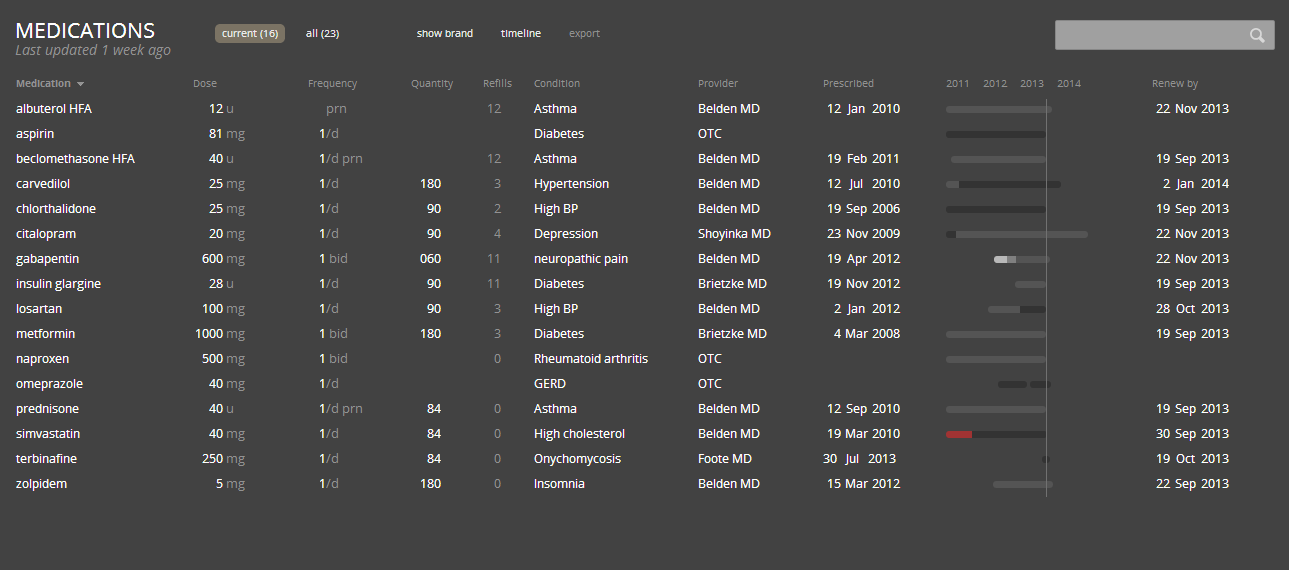 MEDICATIONS current (16) all (23) show brand timeline export
Last updated 1 week ago
Medication Dose Frequency Quantity Refills Condition Provider Prescribed 2011 2012 2013 2014 Renew by
albuterol HFA 12 u prn 12 Asthma Belden MD 12 Jan 2010 22 Nov 2013
aspirin 81 mg 1/d Diabetes OTC
beclomethasone HFA 40 u 1/d prn 12 Asthma Belden MD 19 Feb 2011 19 Sep 2013
carvedilol 25 mg 1/d 180 3 Hypertension Belden MD 12 Jul 2010 2 Jan 2014
chlorthalidone 25 mg 1/d 90 2 High BP Belden MD 19 Sep 2006 19 Sep 2013
citalopram 20 mg 1/d 90 4 Depression Shoyinka MD 23 Nov 2009 22 Nov 2013
gabapentin 600 mg 1 bid 060 11 neuropathic pain Belden MD 19 Apr 2012 22 Nov 2013
insulin glargine 28 u 1/d 90 11 Diabetes Brietzke MD 19 Nov 2012 19 Sep 2013
losartan 100 mg 1/d 90 3 High BP Belden MD 2 Jan 2012 28 Oct 2013
metformin 1000 mg 1 bid 180 3 Diabetes Brietzke MD 4 Mar 2008 19 Sep 2013
naproxen 500 mg 1 bid 0 Rheumatoid arthritis OTC
omeprazole 40 mg 1/d GERD OTC
prednisone 40 u 1/d prn 84 0 Asthma Belden MD 12 Sep 2010 19 Sep 2013
simvastatin 40 mg 1/d 84 0 High cholesterol Belden MD 19 Mar 2010 30 Sep 2013
terbinafine 250 mg 1/d 84 0 Onychomycosis Foote MD 30 Jul 2013 19 Oct 2013
zolpidem 5 mg 1/d 180 0 Insomnia Belden MD 15 Mar 2012 22 Sep 2013